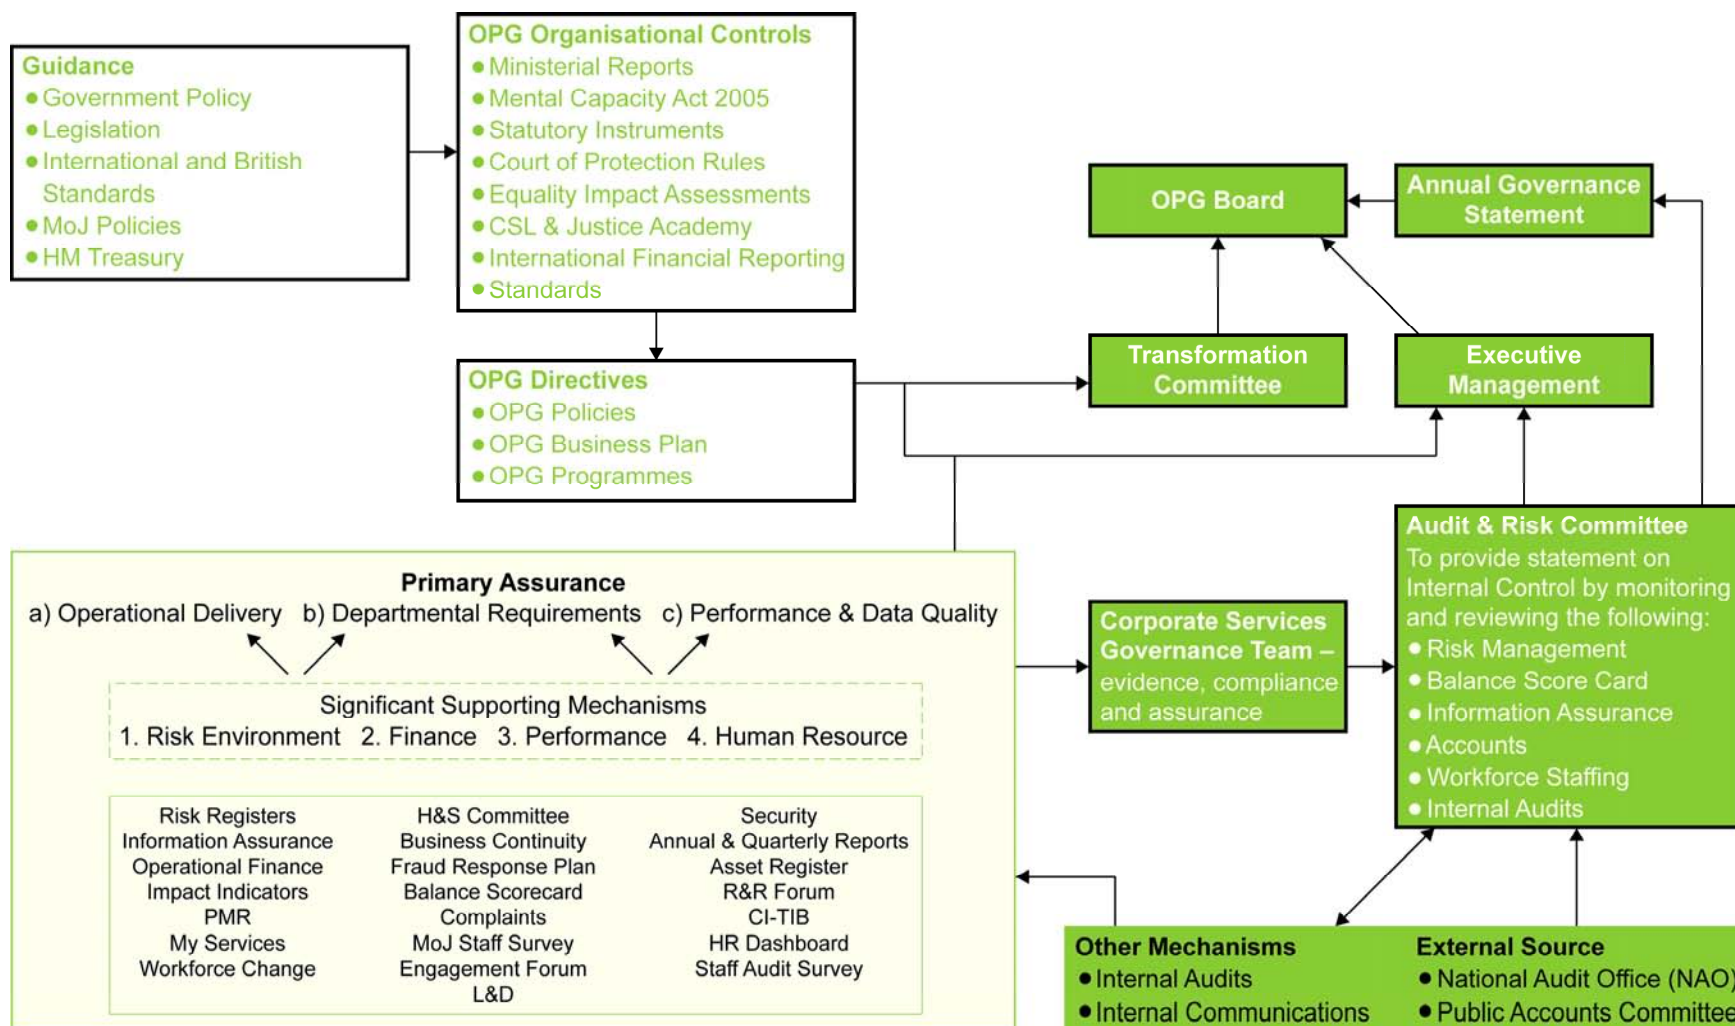 Guidance
• Government Policy
• Legislation
• International and British
Standards
• MoJ Policies
• HM Treasury
OPG Organisational Controls
• Ministerial Reports
• Mental Capacity Act 2005
• Statutory Instruments
• Court of Protection Rules
• Equality Impact Assessments
• CSL & Justice Academy
• International Financial Reporting
• Standards
OPG Directives
• OPG Policies
• OPG Business Plan
• OPG Programmes
OPG Board
Annual Governance
Statement
Transformation
Committee
Executive
Management
Primary Assurance
a) Operational Delivery b) Departmental Requirements c) Performance & Data Quality
Significant Supporting Mechanisms
1. Risk Environment 2. Finance 3. Performance 4. Human Resource
Risk Registers
Information Assurance
Operational Finance
Impact Indicators
PMR
My Services
Workforce Change
H&S Committee
Business Continuity
Fraud Response Plan
Balance Scorecard
Complaints
MoJ Staff Survey
Engagement Forum
L&D
Security
Annual & Quarterly Reports
Asset Register
R&R Forum
CI-TIB
HR Dashboard
Staff Audit Survey
Corporate Services
Governance Team –
evidence, compliance
and assurance
Audit & Risk Committee
To provide statement on
Internal Control by monitoring
and reviewing the following:
• Risk Management
• Balance Score Card
• Information Assurance
• Accounts
• Workforce Staffing
• Internal Audits
Other Mechanisms
• Internal Audits
• Internal Communications
External Source
• National Audit Office (NAO)
• Public Accounts Committee